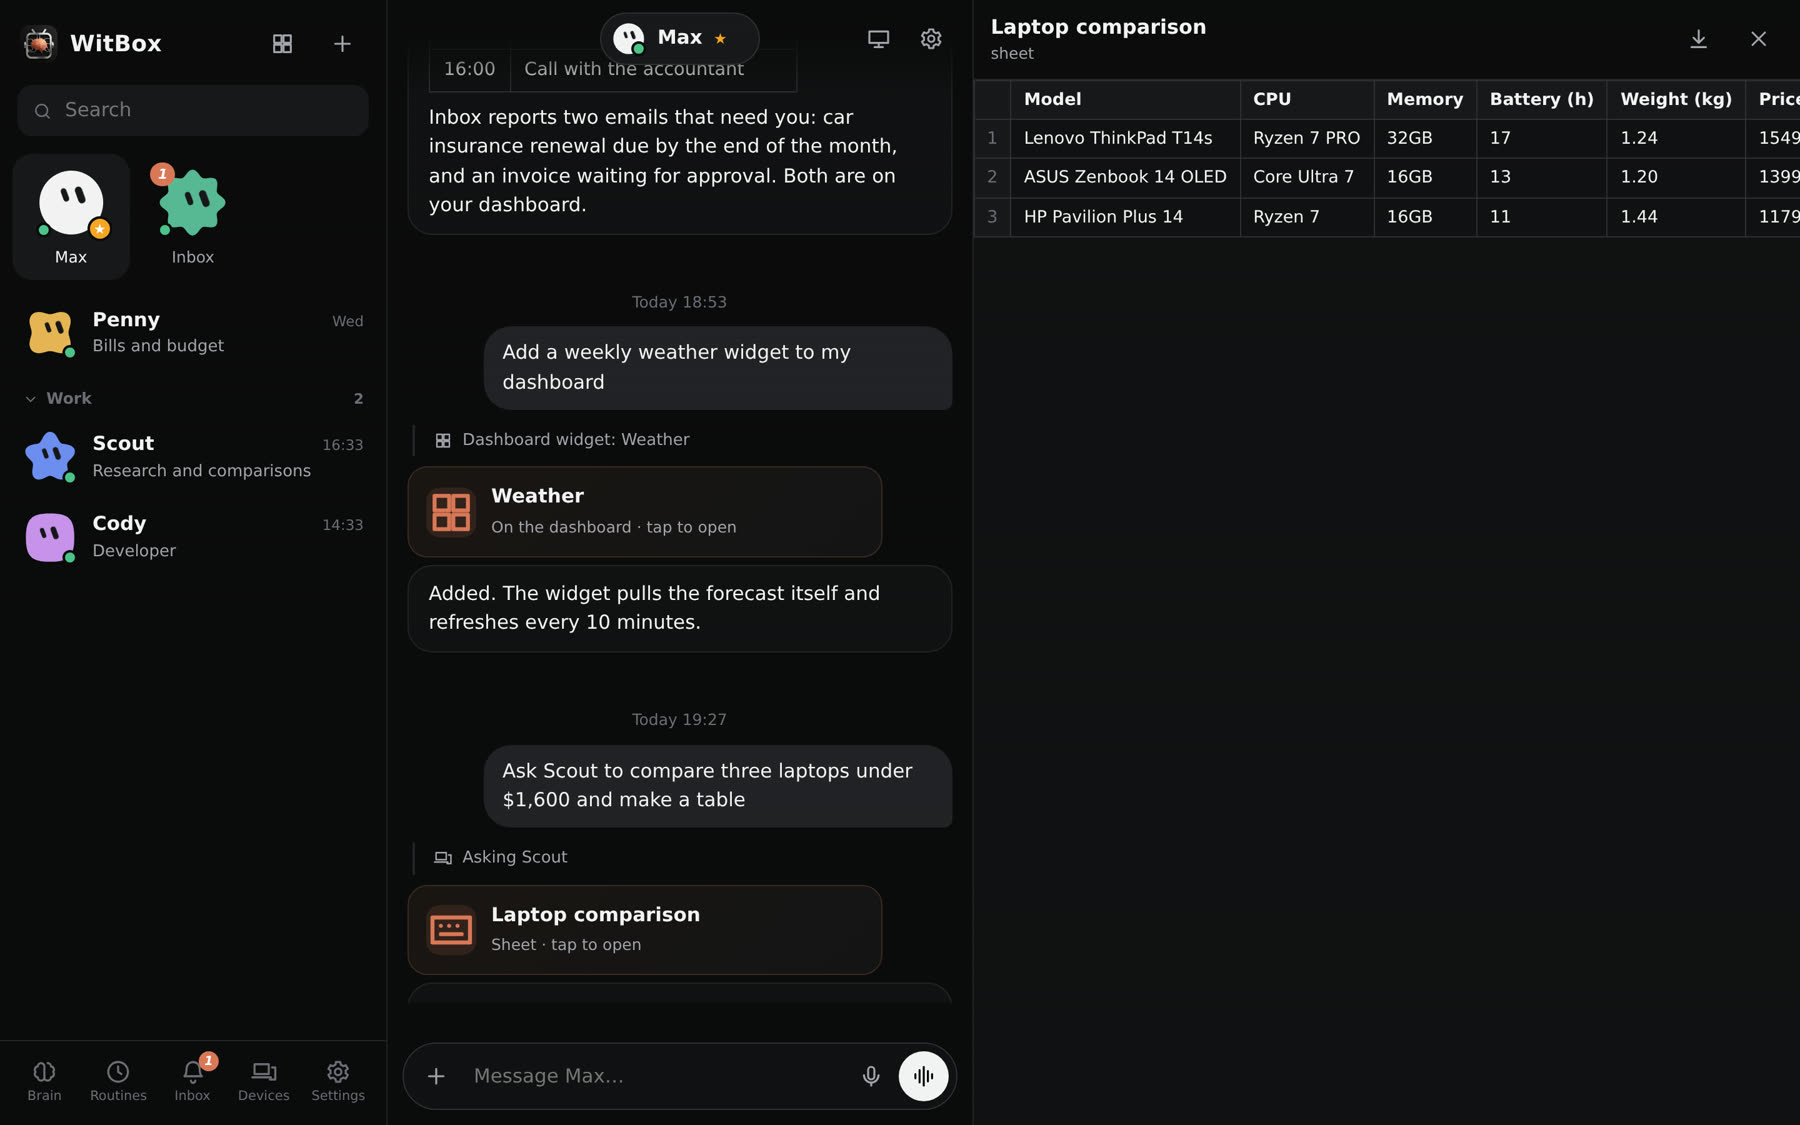 WitBox
Search
1
Max
Inbox
Penny
Wed
Bills and budget
Work
2
Scout
16:33
Research and comparisons
Cody
14:33
Developer
Brain
Routines
1
Inbox
Devices
Settings
Max
16:00 Call with the accountant
Inbox reports two emails that need you: car
insurance renewal due by the end of the month,
and an invoice waiting for approval. Both are on
your dashboard.
Today 18:53
Add a weekly weather widget to my
dashboard
Dashboard widget: Weather
Weather
On the dashboard · tap to open
Added. The widget pulls the forecast itself and
refreshes every 10 minutes.
Today 19:27
Ask Scout to compare three laptops under
$1,600 and make a table
Asking Scout
Laptop comparison
Sheet · tap to open
Message Max...
Laptop comparison
sheet
Model CPU Memory Battery (h) Weight (kg) Price
1 Lenovo ThinkPad T14s Ryzen 7 PRO 32GB 17 1.24 1549
2 ASUS Zenbook 14 OLED Core Ultra 7 16GB 13 1.20 1399
3 HP Pavilion Plus 14 Ryzen 7 16GB 11 1.44 1179